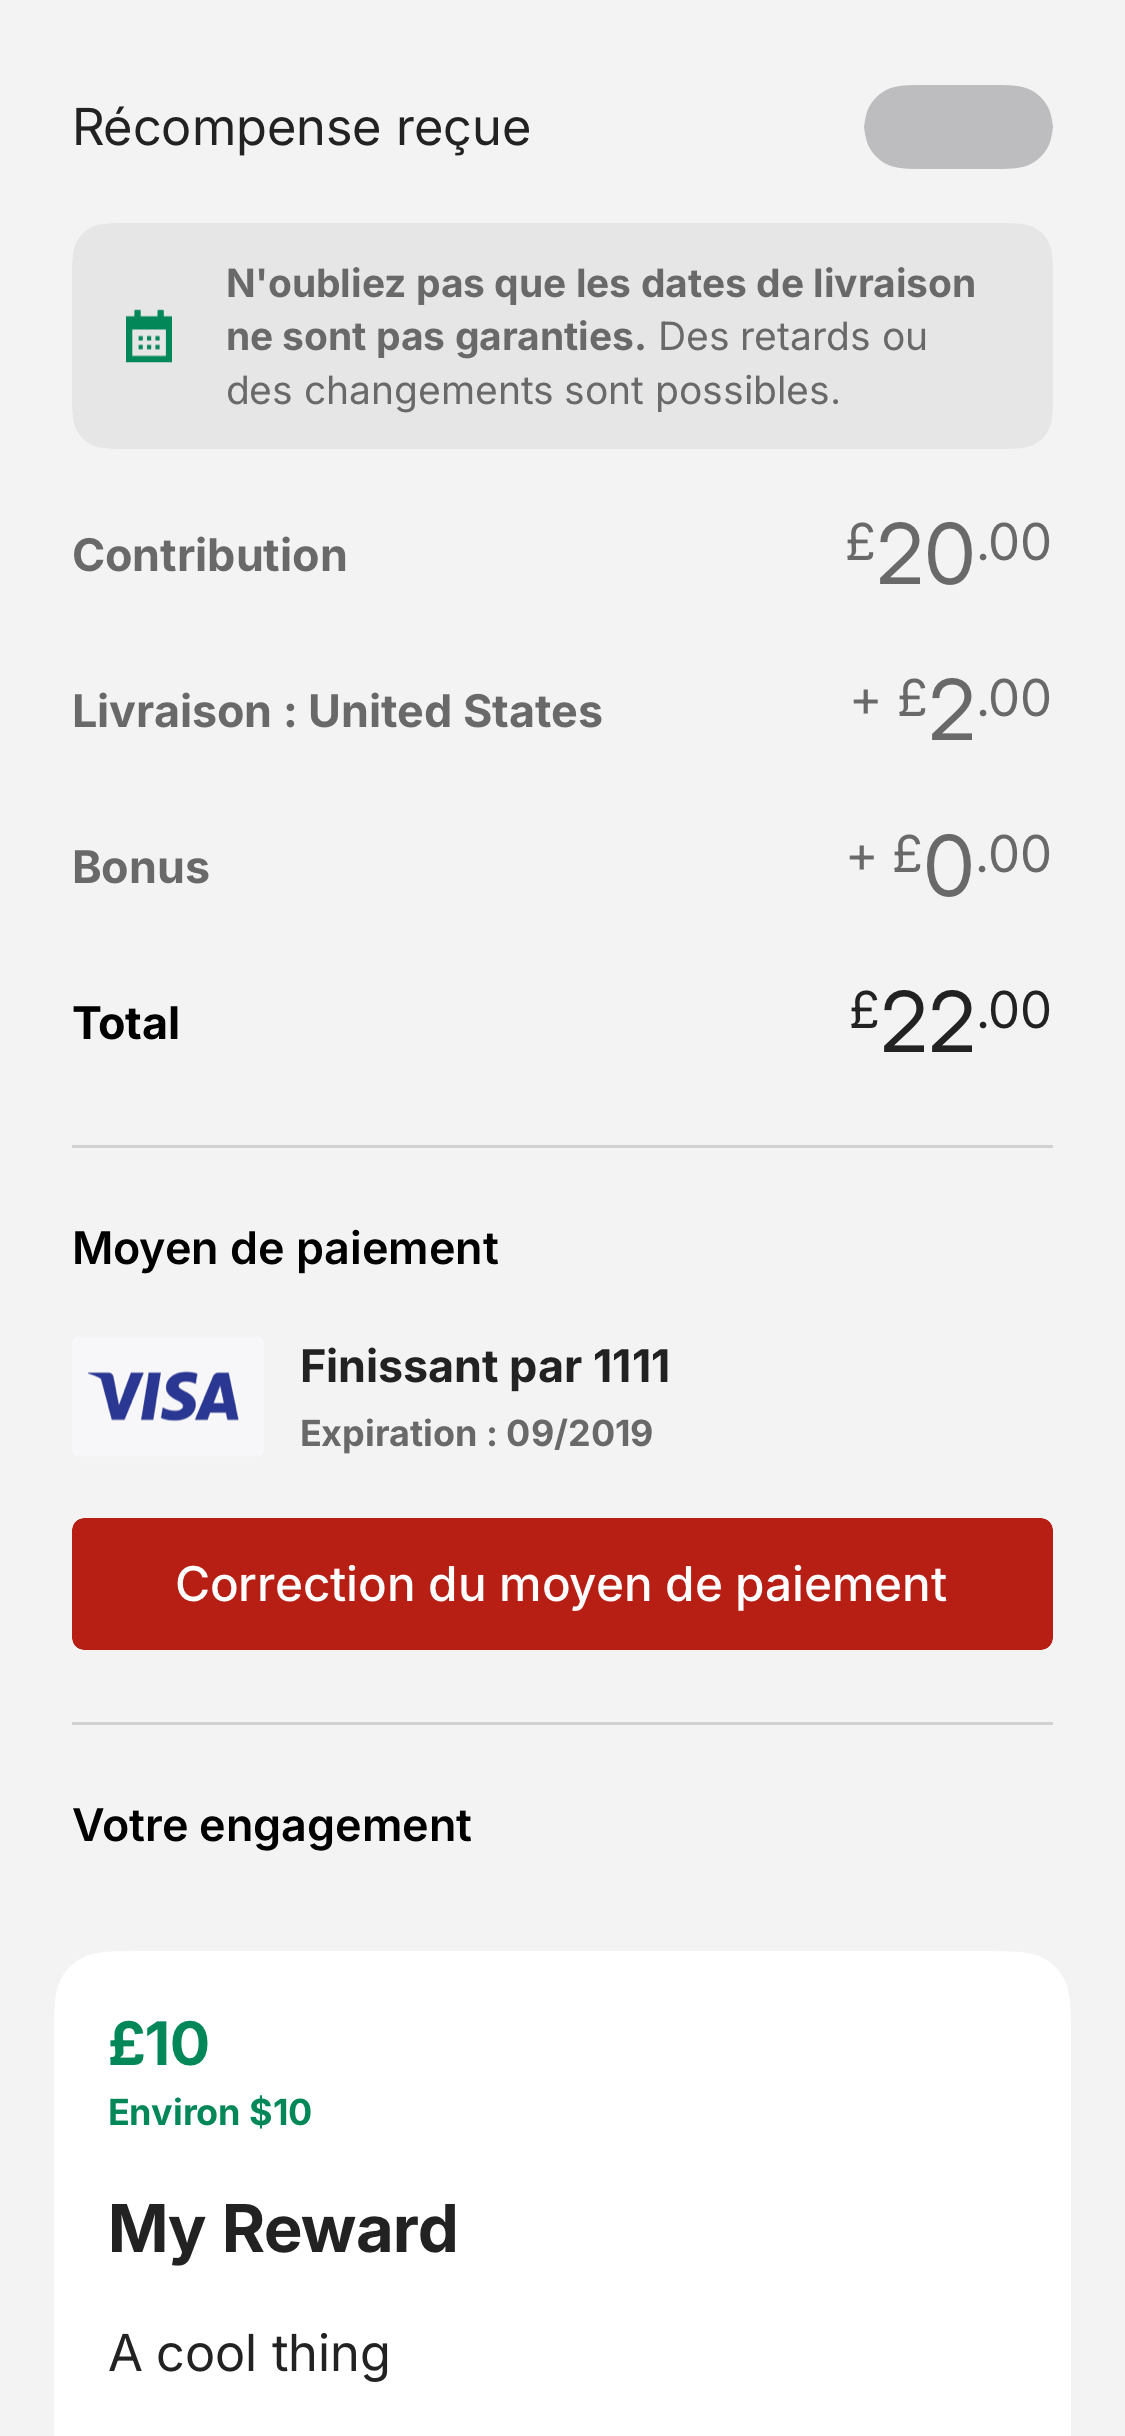 Récompense reçue
N'oubliez pas que les dates de livraison
ne sont pas garanties. Des retards ou
des changements sont possibles.
Contribution £20.00
Livraison : United States + £2.00
Bonus + £0.00
Total £22.00
Moyen de paiement
VISA
Finissant par 1111
Expiration : 09/2019
Correction du moyen de paiement
Votre engagement
£10
Environ $10
My Reward
A cool thing